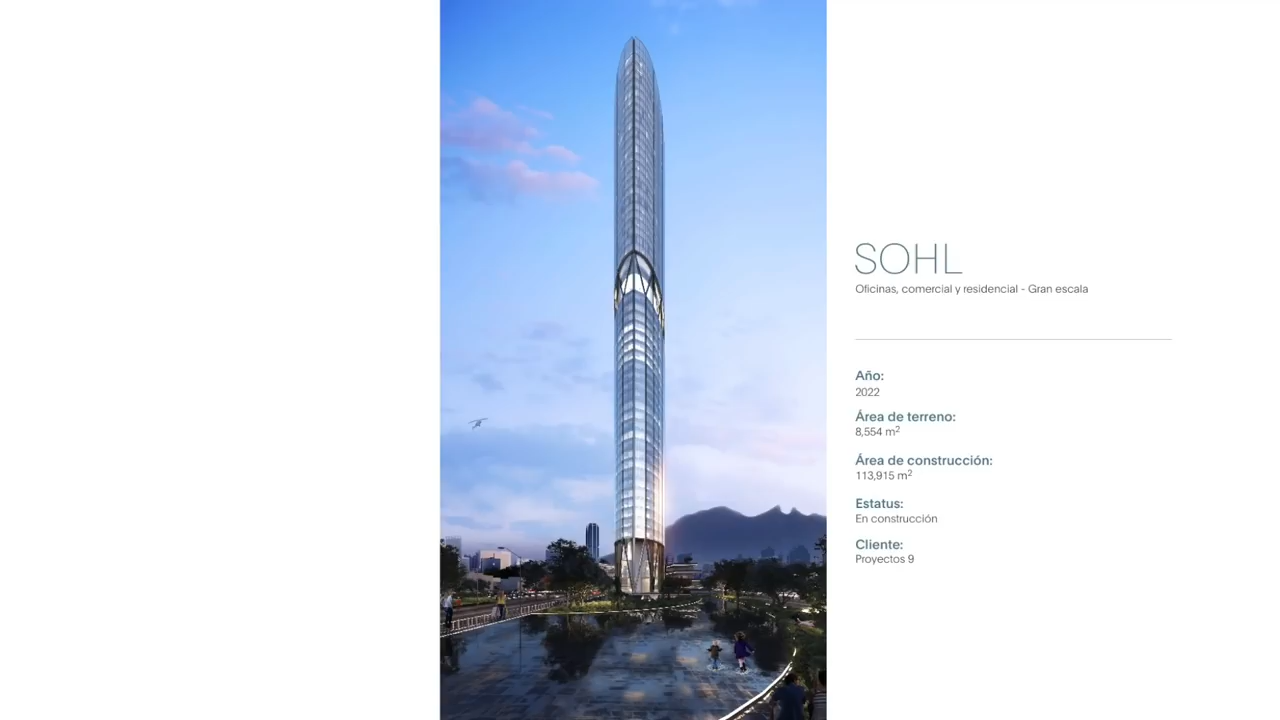 SOHL
Oficinas, comercial y residencial - Gran escala
Año:
2022
Área de terreno:
8,554 m²
Área de construcción:
113,915 m²
Estatus:
En construcción
Cliente:
Proyectos 9